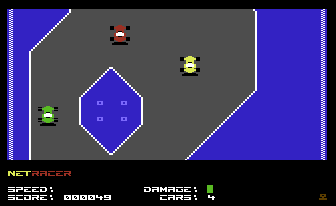 NETRACER
SPEED: DAMAGE:
SCORE: 000049 CARS: 4